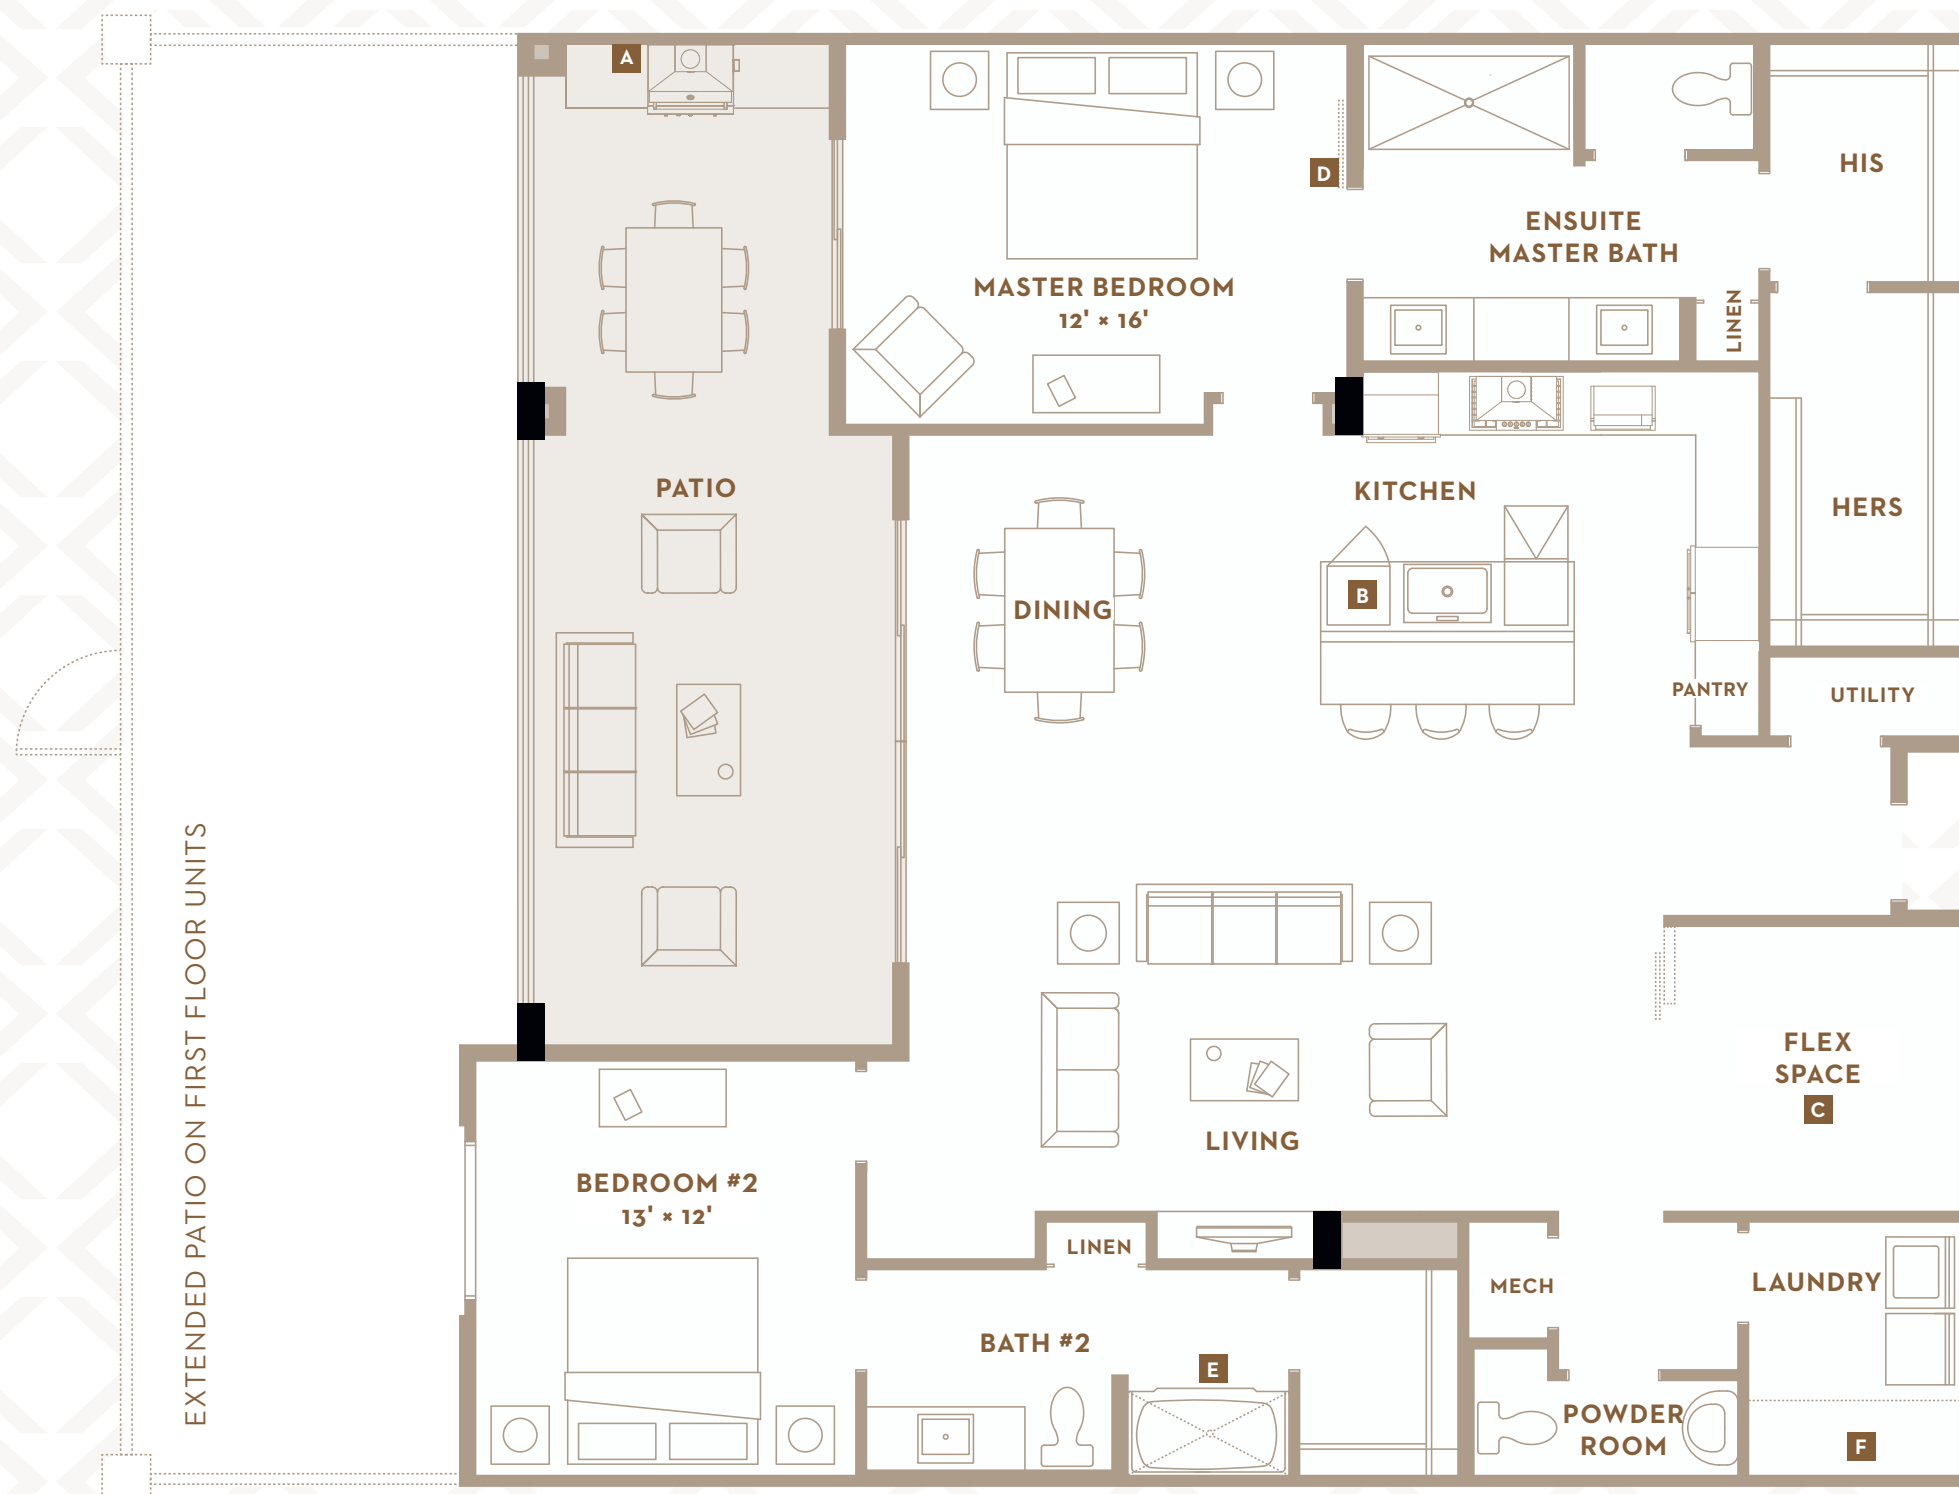 A
D
HIS
ENSUITE
MASTER BATH
MASTER BEDROOM
12' × 16'
LINEN
PATIO
KITCHEN
HERS
B
DINING
PANTRY
UTILITY
EXTENDED PATIO ON FIRST FLOOR UNITS
FLEX
SPACE
C
LIVING
BEDROOM #2
13' × 12'
LINEN
MECH
LAUNDRY
BATH #2
E
POWDER
ROOM
F